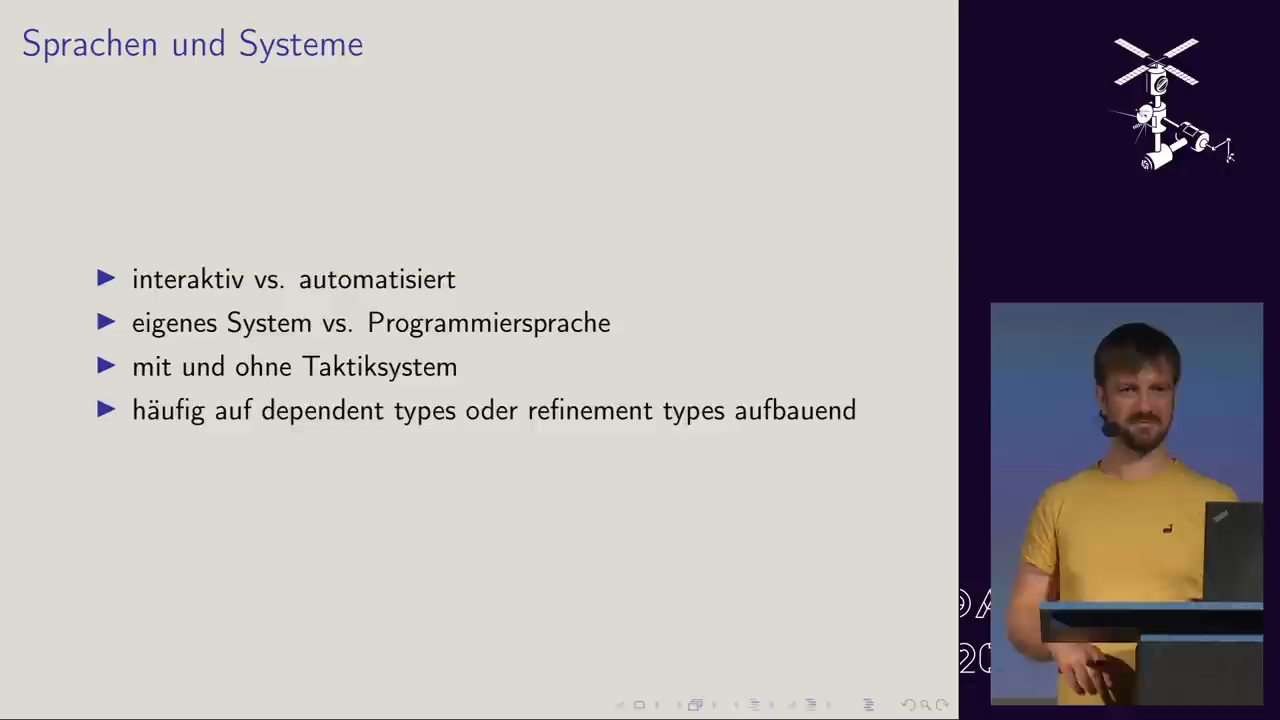 Sprachen und Systeme
interaktiv vs. automatisiert
eigenes System vs. Programmiersprache
mit und ohne Taktiksystem
häufig auf dependent types oder refinement types aufbauend